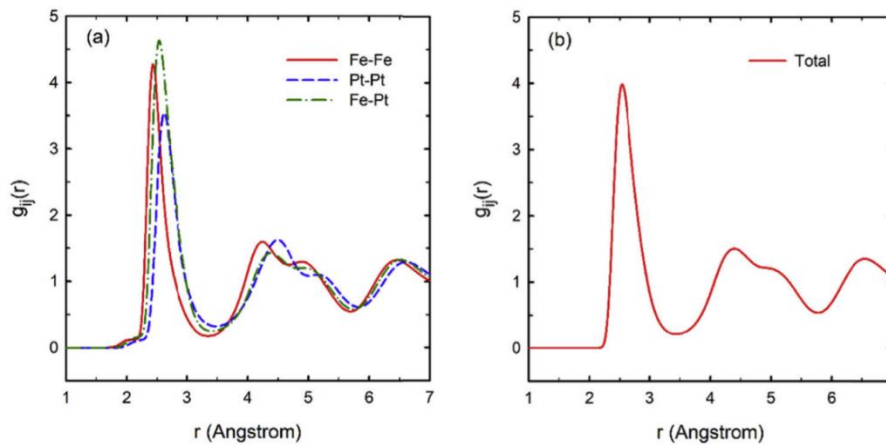 (a)
Fe-Fe
Pt-Pt
Fe-Pt
5
4
3
2
1
0
gij(r)
1 2 3 4 5 6 7
r (Angstrom)
(b)
Total
5
4
3
2
1
0
gij(r)
1 2 3 4 5 6
r (Angstrom)